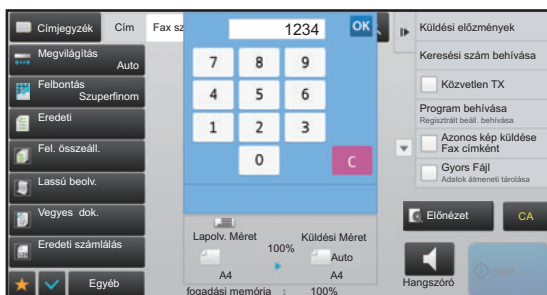 Címjegyzék
Cím
Fax sz
1234
OK
Megvilágítás
Auto
Felbontás
Szuperfinom
Eredeti
Fel. összeáll.
Lassú beolv.
Vegyes dok.
Eredeti számlálás
Egyéb
7 8 9
4 5 6
1 2 3
0 C
Lapolv. Méret
100%
Küldési Méret
Auto
A4
A4
fogadási memória : 100%
Küldési előzmények
Keresési szám behívása
Közvetlen TX
Program behívása
Regisztrált beáll. behívása
Azonos kép küldése
Fax címként
Gyors Fájl
Adatok átmeneti tárolása
Előnézet
CA
Hangszóró
Start